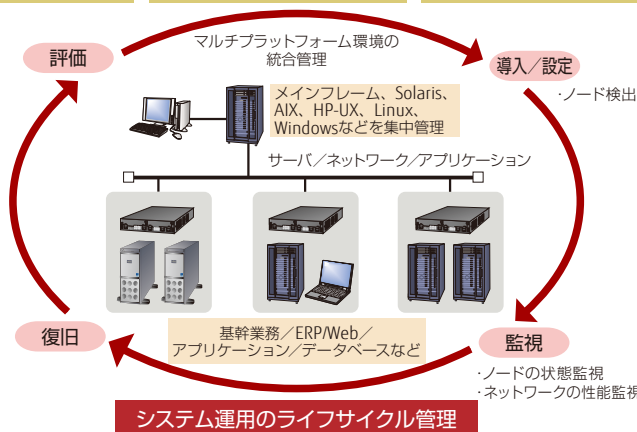 マルチプラットフォーム環境の
統合管理
評価
導入／設定
・ノード検出
メインフレーム、Solaris、
AIX、HP-UX、Linux、
Windowsなどを集中管理
サーバ／ネットワーク／アプリケーション
復旧
基幹業務／ERP/Web／
アプリケーション／データベースなど
監視
・ノードの状態監視
・ネットワークの性能監視
システム運用のライフサイクル管理